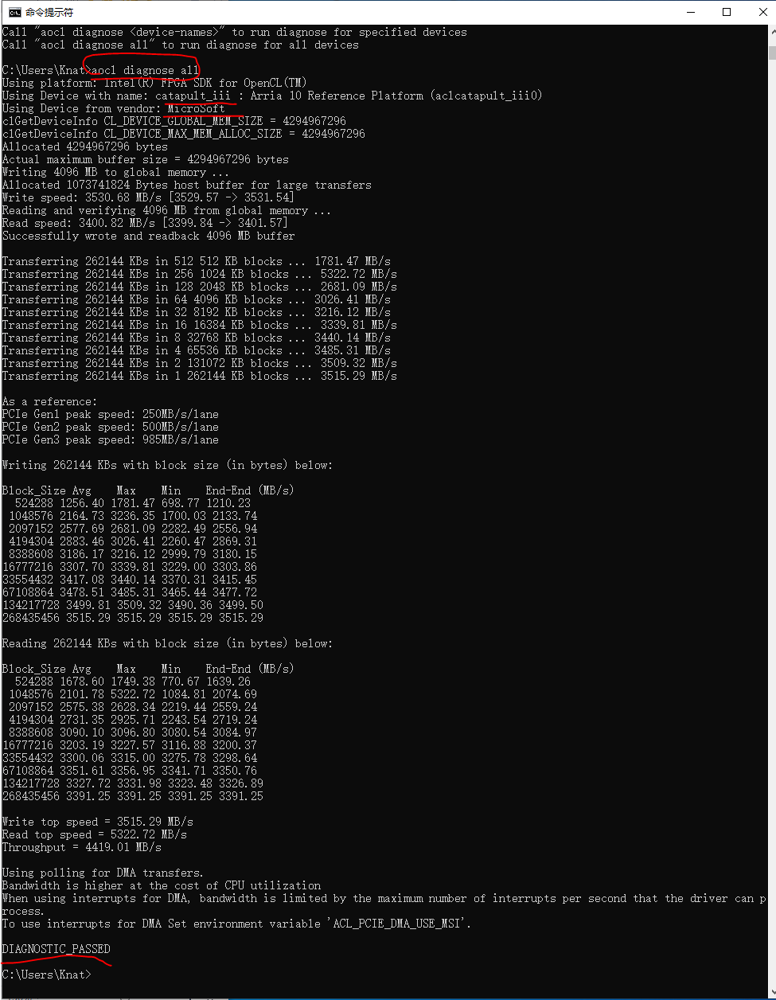 命令提示符
Call "aocl diagnose <device-names>" to run diagnose for specified devices
Call "aocl diagnose all" to run diagnose for all devices
C:\Users\Knat>aocl diagnose all
Using platform: Intel(R) FPGA SDK for OpenCL(TM)
Using Device with name: catapult_iii : Arria 10 Reference Platform (aclcatapult_iii0)
Using Device from vendor: MicroSoft
clGetDeviceInfo CL_DEVICE_GLOBAL_MEM_SIZE = 4294967296
clGetDeviceInfo CL_DEVICE_MAX_MEM_ALLOC_SIZE = 4294967296
Allocated 4294967296 bytes
Actual maximum buffer size = 4294967296 bytes
Writing 4096 MB to global memory ...
Allocated 1073741824 Bytes host buffer for large transfers
Write speed: 3530.68 MB/s [3529.57 -> 3531.54]
Reading and verifying 4096 MB from global memory ...
Read speed: 3400.82 MB/s [3399.84 -> 3401.57]
Successfully wrote and readback 4096 MB buffer
Transferring 262144 KBs in 512 512 KB blocks ... 1781.47 MB/s
Transferring 262144 KBs in 256 1024 KB blocks ... 5322.72 MB/s
Transferring 262144 KBs in 128 2048 KB blocks ... 2681.09 MB/s
Transferring 262144 KBs in 64 4096 KB blocks ... 3026.41 MB/s
Transferring 262144 KBs in 32 8192 KB blocks ... 3216.12 MB/s
Transferring 262144 KBs in 16 16384 KB blocks ... 3339.81 MB/s
Transferring 262144 KBs in 8 32768 KB blocks ... 3440.14 MB/s
Transferring 262144 KBs in 4 65536 KB blocks ... 3485.31 MB/s
Transferring 262144 KBs in 2 131072 KB blocks ... 3509.32 MB/s
Transferring 262144 KBs in 1 262144 KB blocks ... 3515.29 MB/s
As a reference:
PCIe Gen1 peak speed: 250MB/s/lane
PCIe Gen2 peak speed: 500MB/s/lane
PCIe Gen3 peak speed: 985MB/s/lane
Writing 262144 KBs with block size (in bytes) below:
Block_Size Avg Max Min End-End (MB/s)
524288 1256.40 1781.47 698.77 1210.23
1048576 2164.73 3236.35 1700.03 2133.74
2097152 2577.69 2681.09 2282.49 2556.94
4194304 2883.46 3026.41 2260.47 2869.31
8388608 3186.17 3216.12 2999.79 3180.15
16777216 3307.70 3339.81 3229.00 3303.86
33554432 3417.08 3440.14 3370.31 3415.45
67108864 3478.51 3485.31 3465.44 3477.72
134217728 3499.81 3509.32 3490.36 3499.50
268435456 3515.29 3515.29 3515.29 3515.29
Reading 262144 KBs with block size (in bytes) below:
Block_Size Avg Max Min End-End (MB/s)
524288 1678.60 1749.38 770.67 1639.26
1048576 2101.78 5322.72 1084.81 2074.69
2097152 2575.38 2628.34 2219.44 2559.24
4194304 2731.35 2925.71 2243.54 2719.24
8388608 3090.10 3096.80 3080.54 3084.97
16777216 3203.19 3227.57 3116.88 3200.37
33554432 3300.06 3315.00 3275.78 3298.64
67108864 3351.61 3356.95 3341.71 3350.76
134217728 3327.72 3331.98 3323.48 3326.89
268435456 3391.25 3391.25 3391.25 3391.25
Write top speed = 3515.29 MB/s
Read top speed = 5322.72 MB/s
Throughput = 4419.01 MB/s
Using polling for DMA transfers.
Bandwidth is higher at the cost of CPU utilization
When using interrupts for DMA, bandwidth is limited by the maximum number of interrupts per second that the driver can p
rocess.
To use interrupts for DMA Set environment variable 'ACL_PCIE_DMA_USE_MSI'.
DIAGNOSTIC_PASSED
C:\Users\Knat>